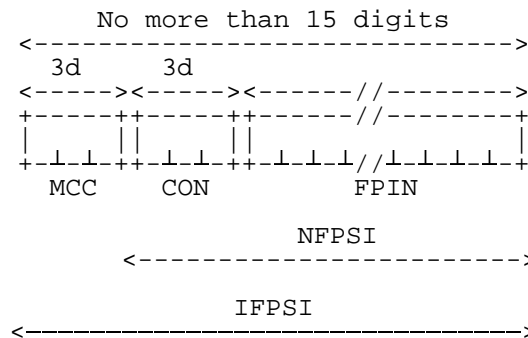 No more than 15 digits
3d 3d
MCC CON FPIN
NFPSI
IFPSI